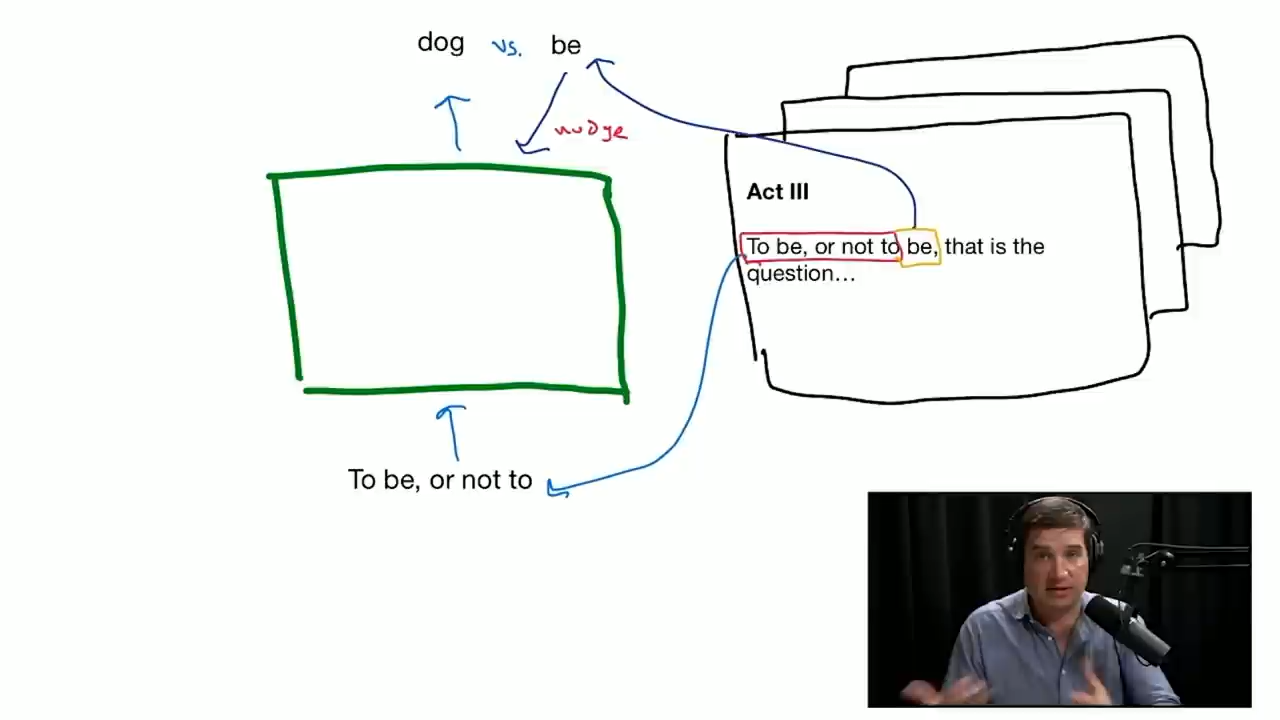 dog vs. be
nudge
Act III
To be, or not to be, that is the
question…
To be, or not to